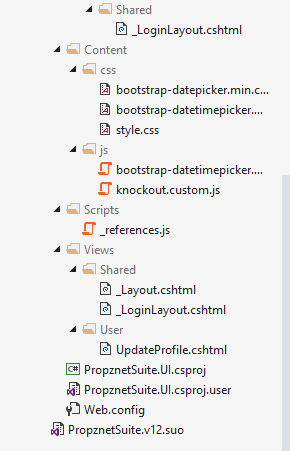 Shared
_LoginLayout.cshtml
Content
css
bootstrap-datepicker.min.c...
bootstrap-datetimepicker....
style.css
js
bootstrap-datetimepicker....
knockout.custom.js
Scripts
_references.js
Views
Shared
_Layout.cshtml
_LoginLayout.cshtml
User
UpdateProfile.cshtml
C# PropznetSuite.UI.csproj
PropznetSuite.UI.csproj.user
Web.config
PropznetSuite.v12.suo